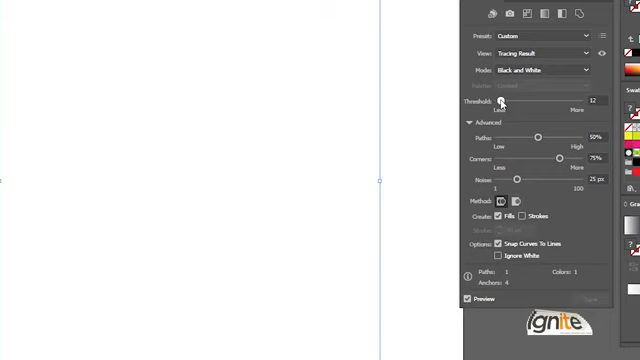 Preset: Custom
View: Tracing Result
Mode: Black and White
Threshold: 12
Less More
Advanced
Paths: 50%
Low High
Corners: 75%
Less More
Noise: 25 px
1 100
Method:
Create: Fills Strokes
Options: Snap Curves To Lines
Ignore White
Paths: 1 Colors: 1
Anchors: 4
Preview
ignite
Swat
G